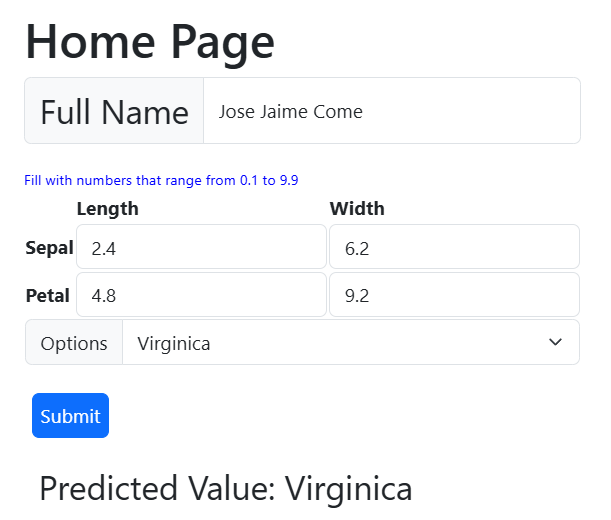 Home Page
Full Name Jose Jaime Come
Fill with numbers that range from 0.1 to 9.9
Length Width
Sepal 2.4 6.2
Petal 4.8 9.2
Options Virginica
Submit
Predicted Value: Virginica